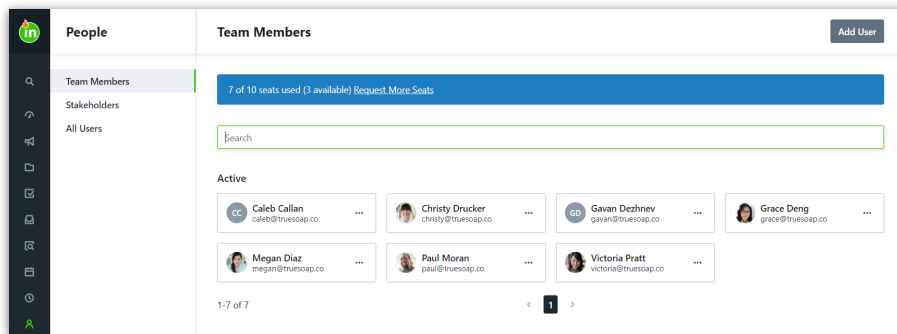 in
People
Team Members
Add User
Team Members
Stakeholders
All Users
7 of 10 seats used (3 available) Request More Seats
Search
Active
CC
Caleb Callan
caleb@truesoap.co
Christy Drucker
christy@truesoap.co
GD
Gavan Dezhnev
gavan@truesoap.co
Grace Deng
grace@truesoap.co
Megan Diaz
megan@truesoap.co
Paul Moran
paul@truesoap.co
Victoria Pratt
victoria@truesoap.co
1-7 of 7
1